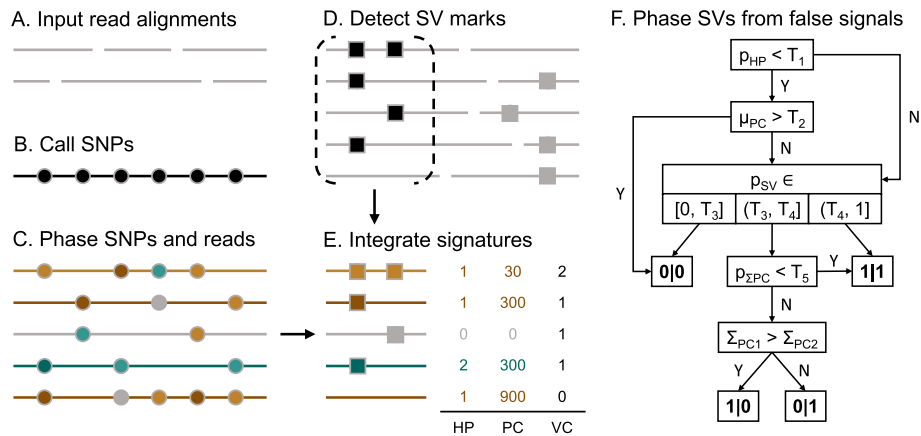 A. Input read alignments
B. Call SNPs
C. Phase SNPs and reads
D. Detect SV marks
E. Integrate signatures
1 30 2
1 300 1
0 0 1
2 300 1
1 900 0
HP PC VC
F. Phase SVs from false signals
p_HP < T_1
Y
N
μ_PC > T_2
N
Y
p_SV ∈
[0, T_3] (T_3, T_4] (T_4, 1]
0|0 p_ΣPC < T_5 Y 1|1
N
Σ_PC1 > Σ_PC2
Y N
1|0 0|1